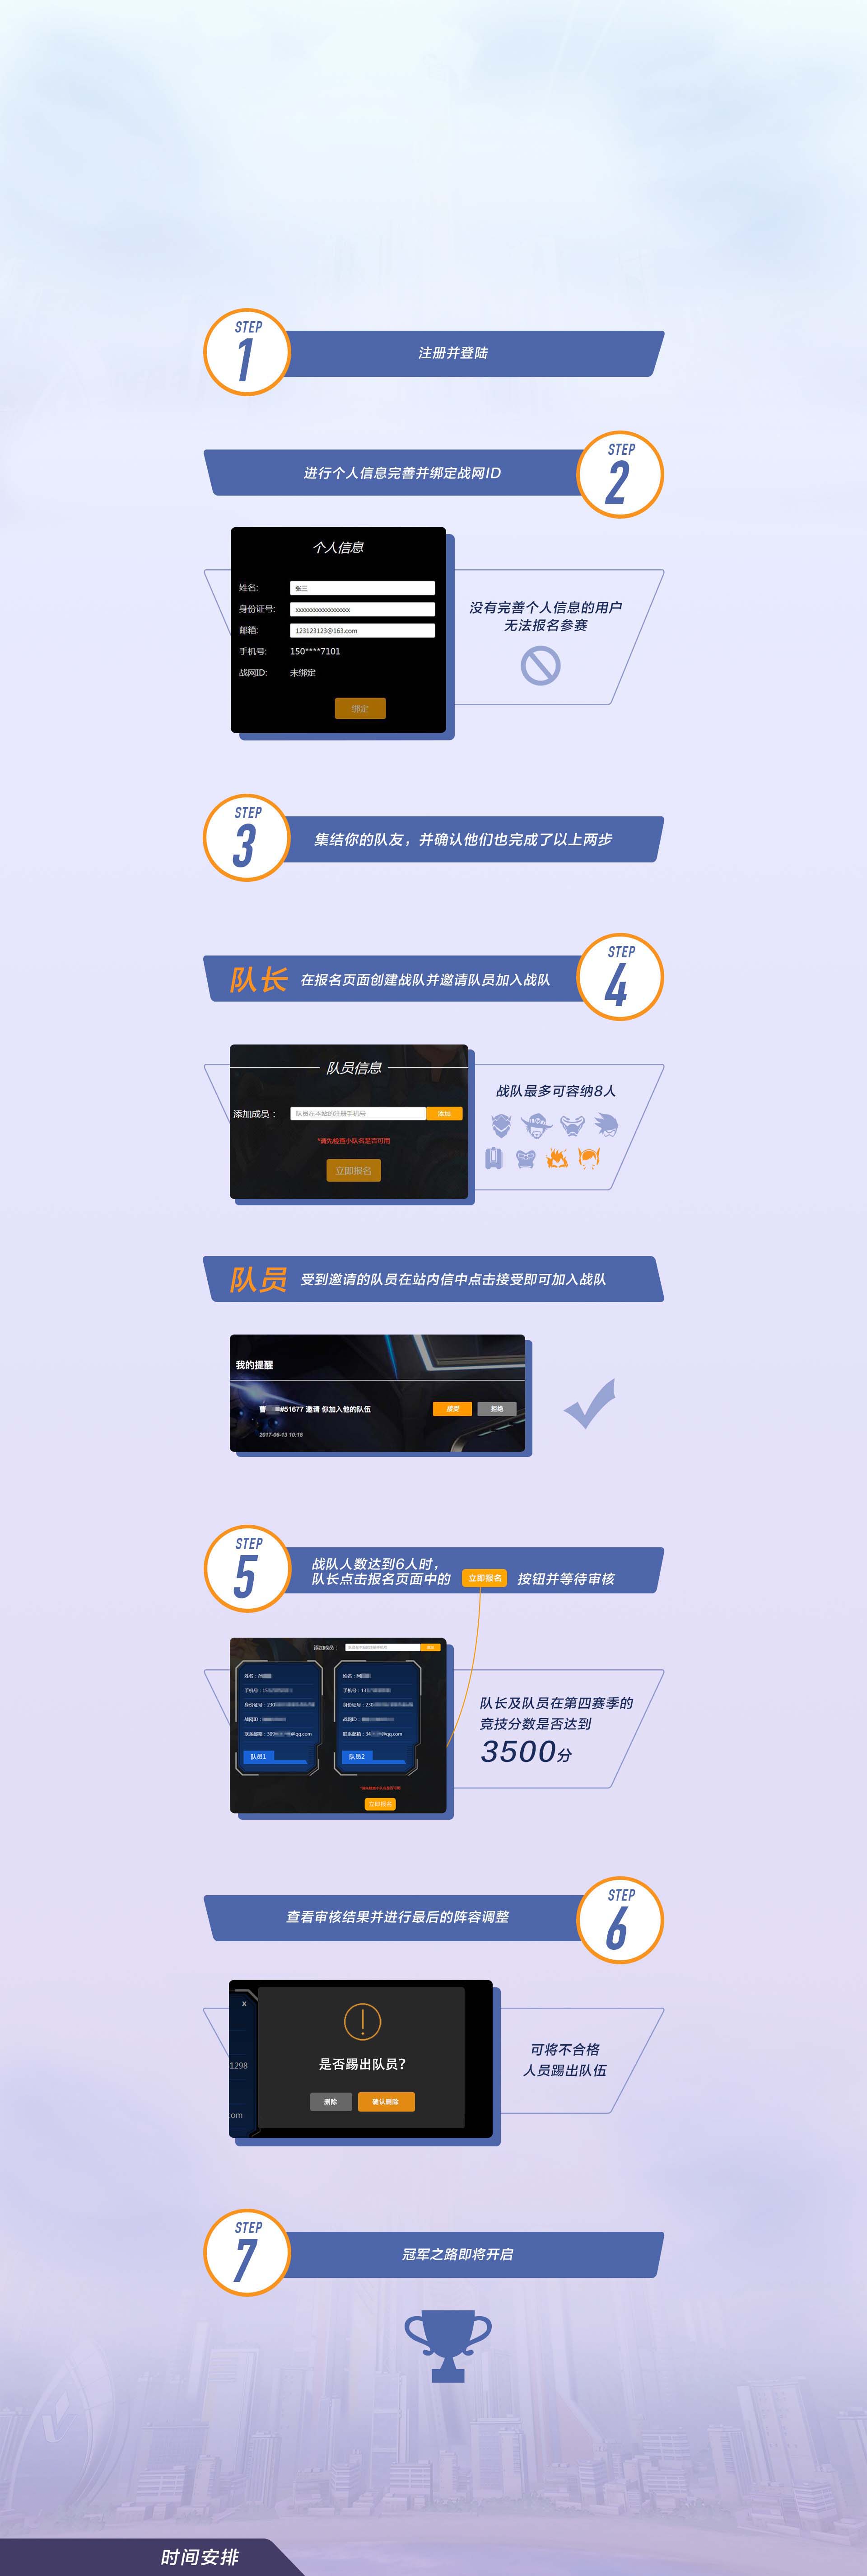 STEP
1
注册并登陆
进行个人信息完善并绑定战网ID
STEP
2
个人信息
姓名:
张三
身份证号:
xxxxxxxxxxxxxxxxxx
邮箱:
123123123@163.com
手机号:
150****7101
战网ID:
未绑定
绑定
没有完善个人信息的用户
无法报名参赛
STEP
3
集结你的队友，并确认他们也完成了以上两步
队长 在报名页面创建战队并邀请队员加入战队
STEP
4
队员信息
添加成员：
队员在本站的注册手机号
添加
*请先检查小队名是否可用
立即报名
战队最多可容纳8人
队员 受到邀请的队员在站内信中点击接受即可加入战队
我的提醒
#51677 邀请 你加入他的队伍
接受
拒绝
2017-06-13 10:16
STEP
5
战队人数达到6人时，
队长点击报名页面中的 立即报名 按钮并等待审核
添加成员：
添加
姓名：
手机号：
身份证号：230
战网ID：
联系邮箱：
@qq.com
队员1
姓名：
手机号：
身份证号：230
战网ID：
联系邮箱：34
@qq.com
队员2
立即报名
队长及队员在第四赛季的
竞技分数是否达到
3500分
查看审核结果并进行最后的阵容调整
STEP
6
x
1298
com
是否踢出队员?
删除
确认删除
可将不合格
人员踢出队伍
STEP
7
冠军之路即将开启
时间安排